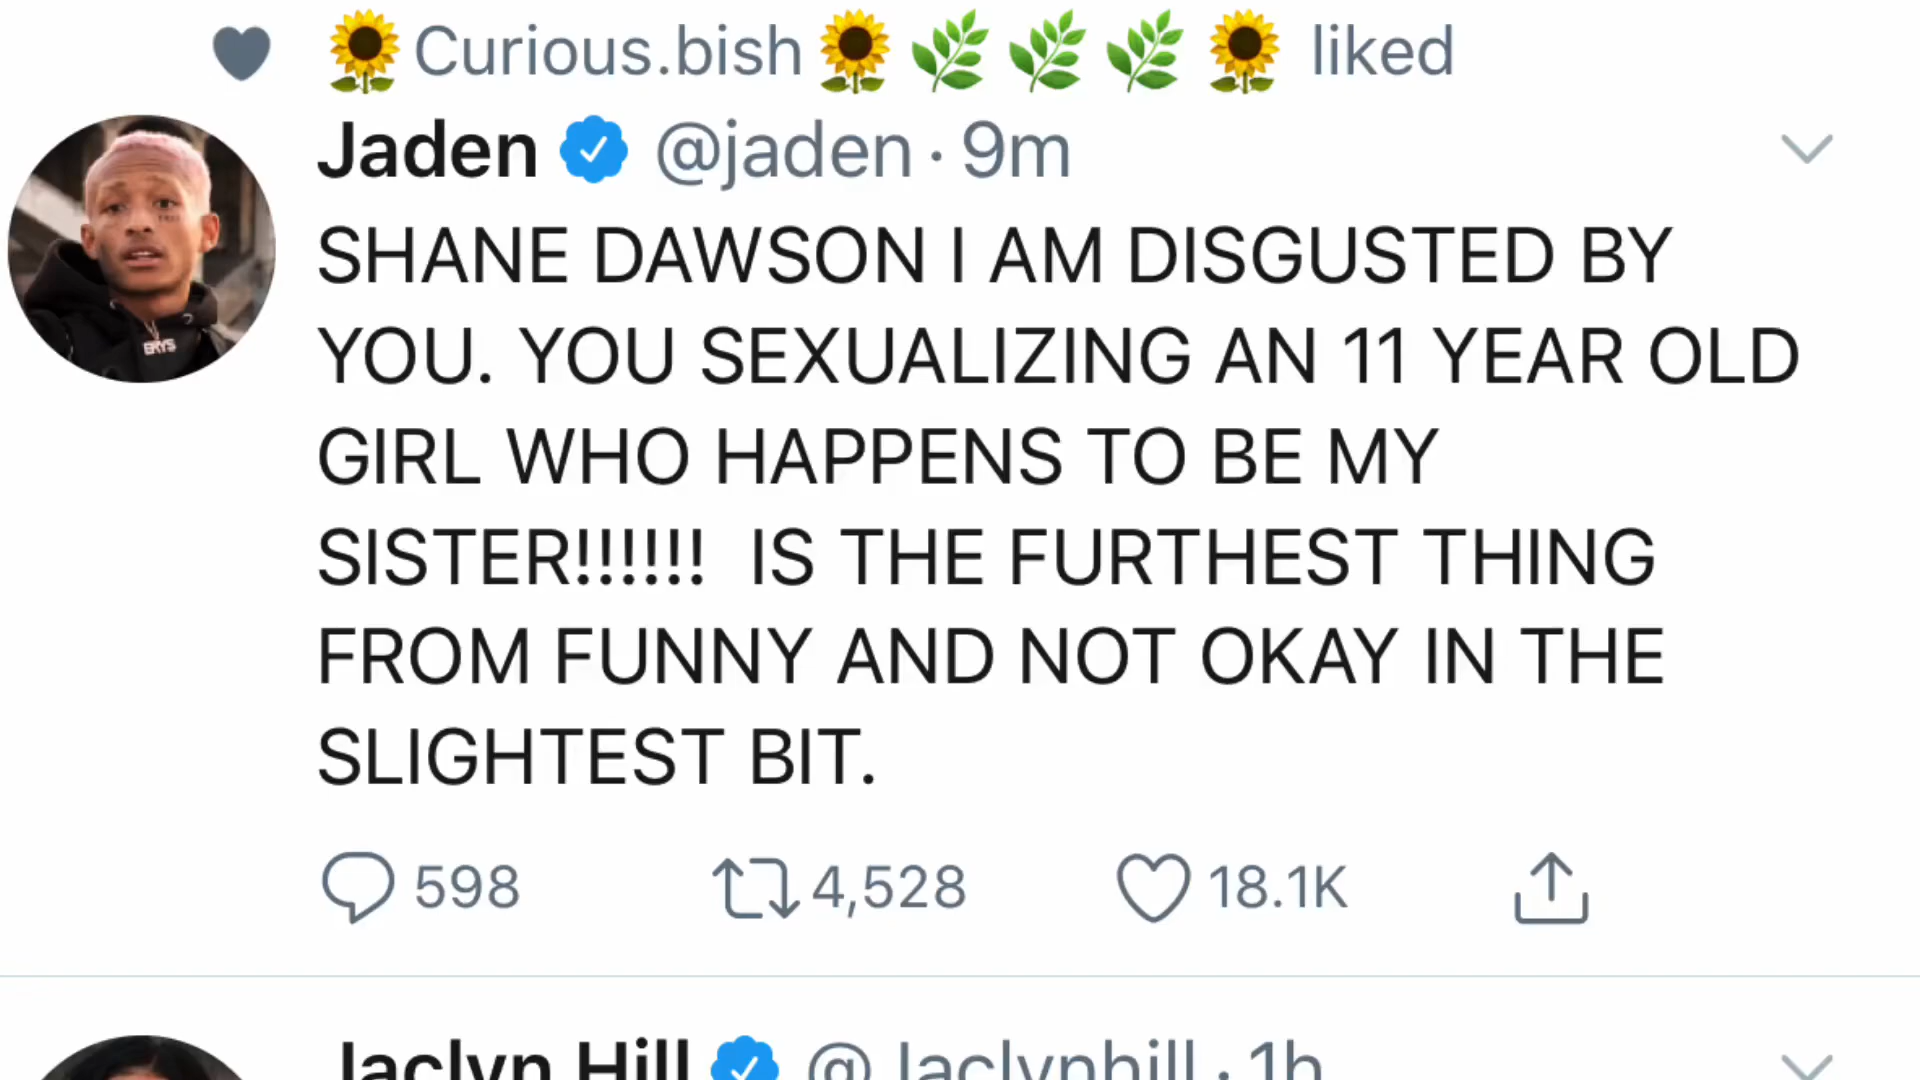 Curious.bish liked
Jaden @jaden · 9m
SHANE DAWSON I AM DISGUSTED BY
YOU. YOU SEXUALIZING AN 11 YEAR OLD
GIRL WHO HAPPENS TO BE MY
SISTER!!!!!! IS THE FURTHEST THING
FROM FUNNY AND NOT OKAY IN THE
SLIGHTEST BIT.
598 4,528 18.1K
Jaclyn Hill @Jaclynhill · 1h
ERYS